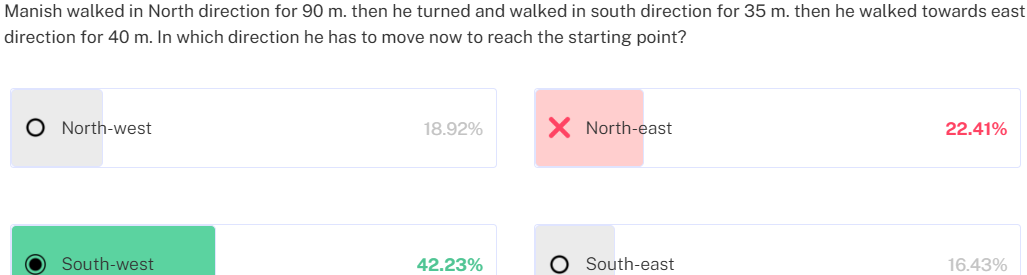 Manish walked in North direction for 90 m. then he turned and walked in south direction for 35 m. then he walked towards east
direction for 40 m. In which direction he has to move now to reach the starting point?
North-west 18.92%
North-east 22.41%
South-west 42.23%
South-east 16.43%